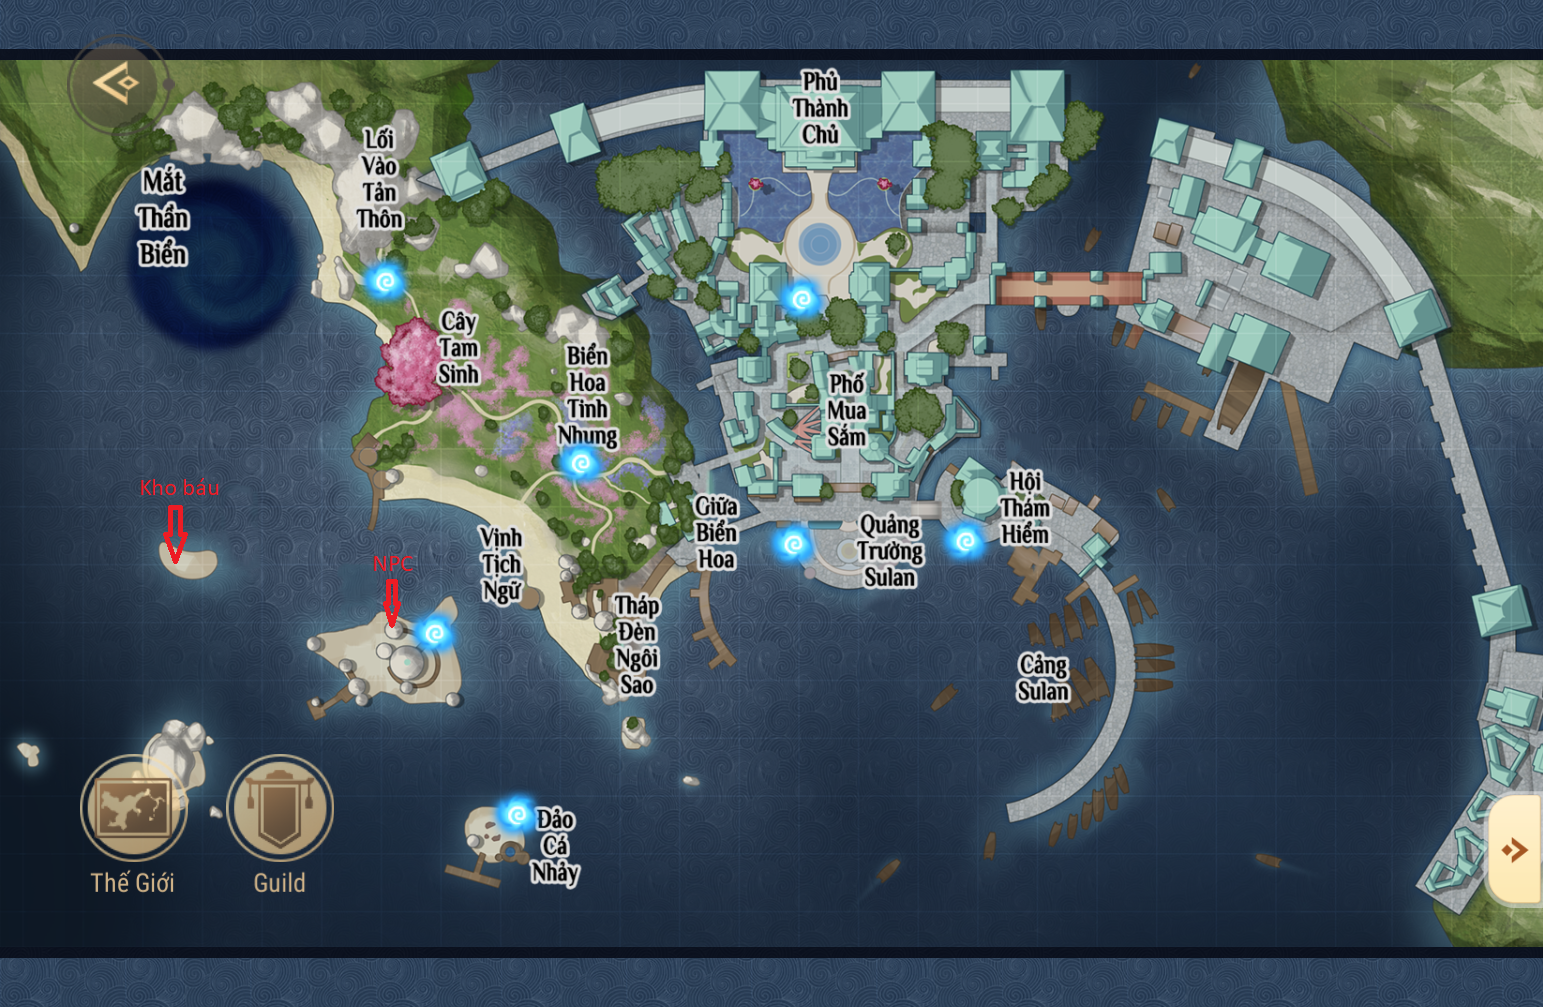 Phủ
Thành
Chủ
Lối
Vào
Tản
Thôn
Mắt
Thần
Biển
Cây
Tam
Sinh
Biển
Hoa
Tinh
Nhung
Phố
Mua
Sắm
Kho báu
Hội
Thám
Hiểm
Giữa
Biển
Hoa
Quảng
Trường
Sulan
Vịnh
Tịch
Ngữ
NPC
Tháp
Đèn
Ngôi
Sao
Cảng
Sulan
Đảo
Cá
Nhảy
Thế Giới
Guild